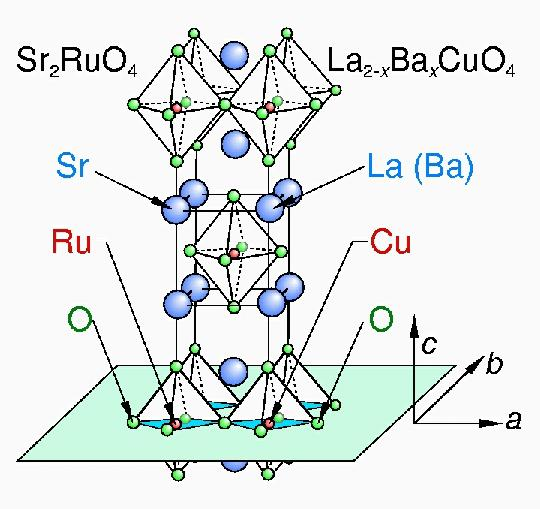 Sr₂RuO₄
La₂₋ₓBaₓCuO₄
Sr
La (Ba)
Ru
Cu
O
O
c
b
a